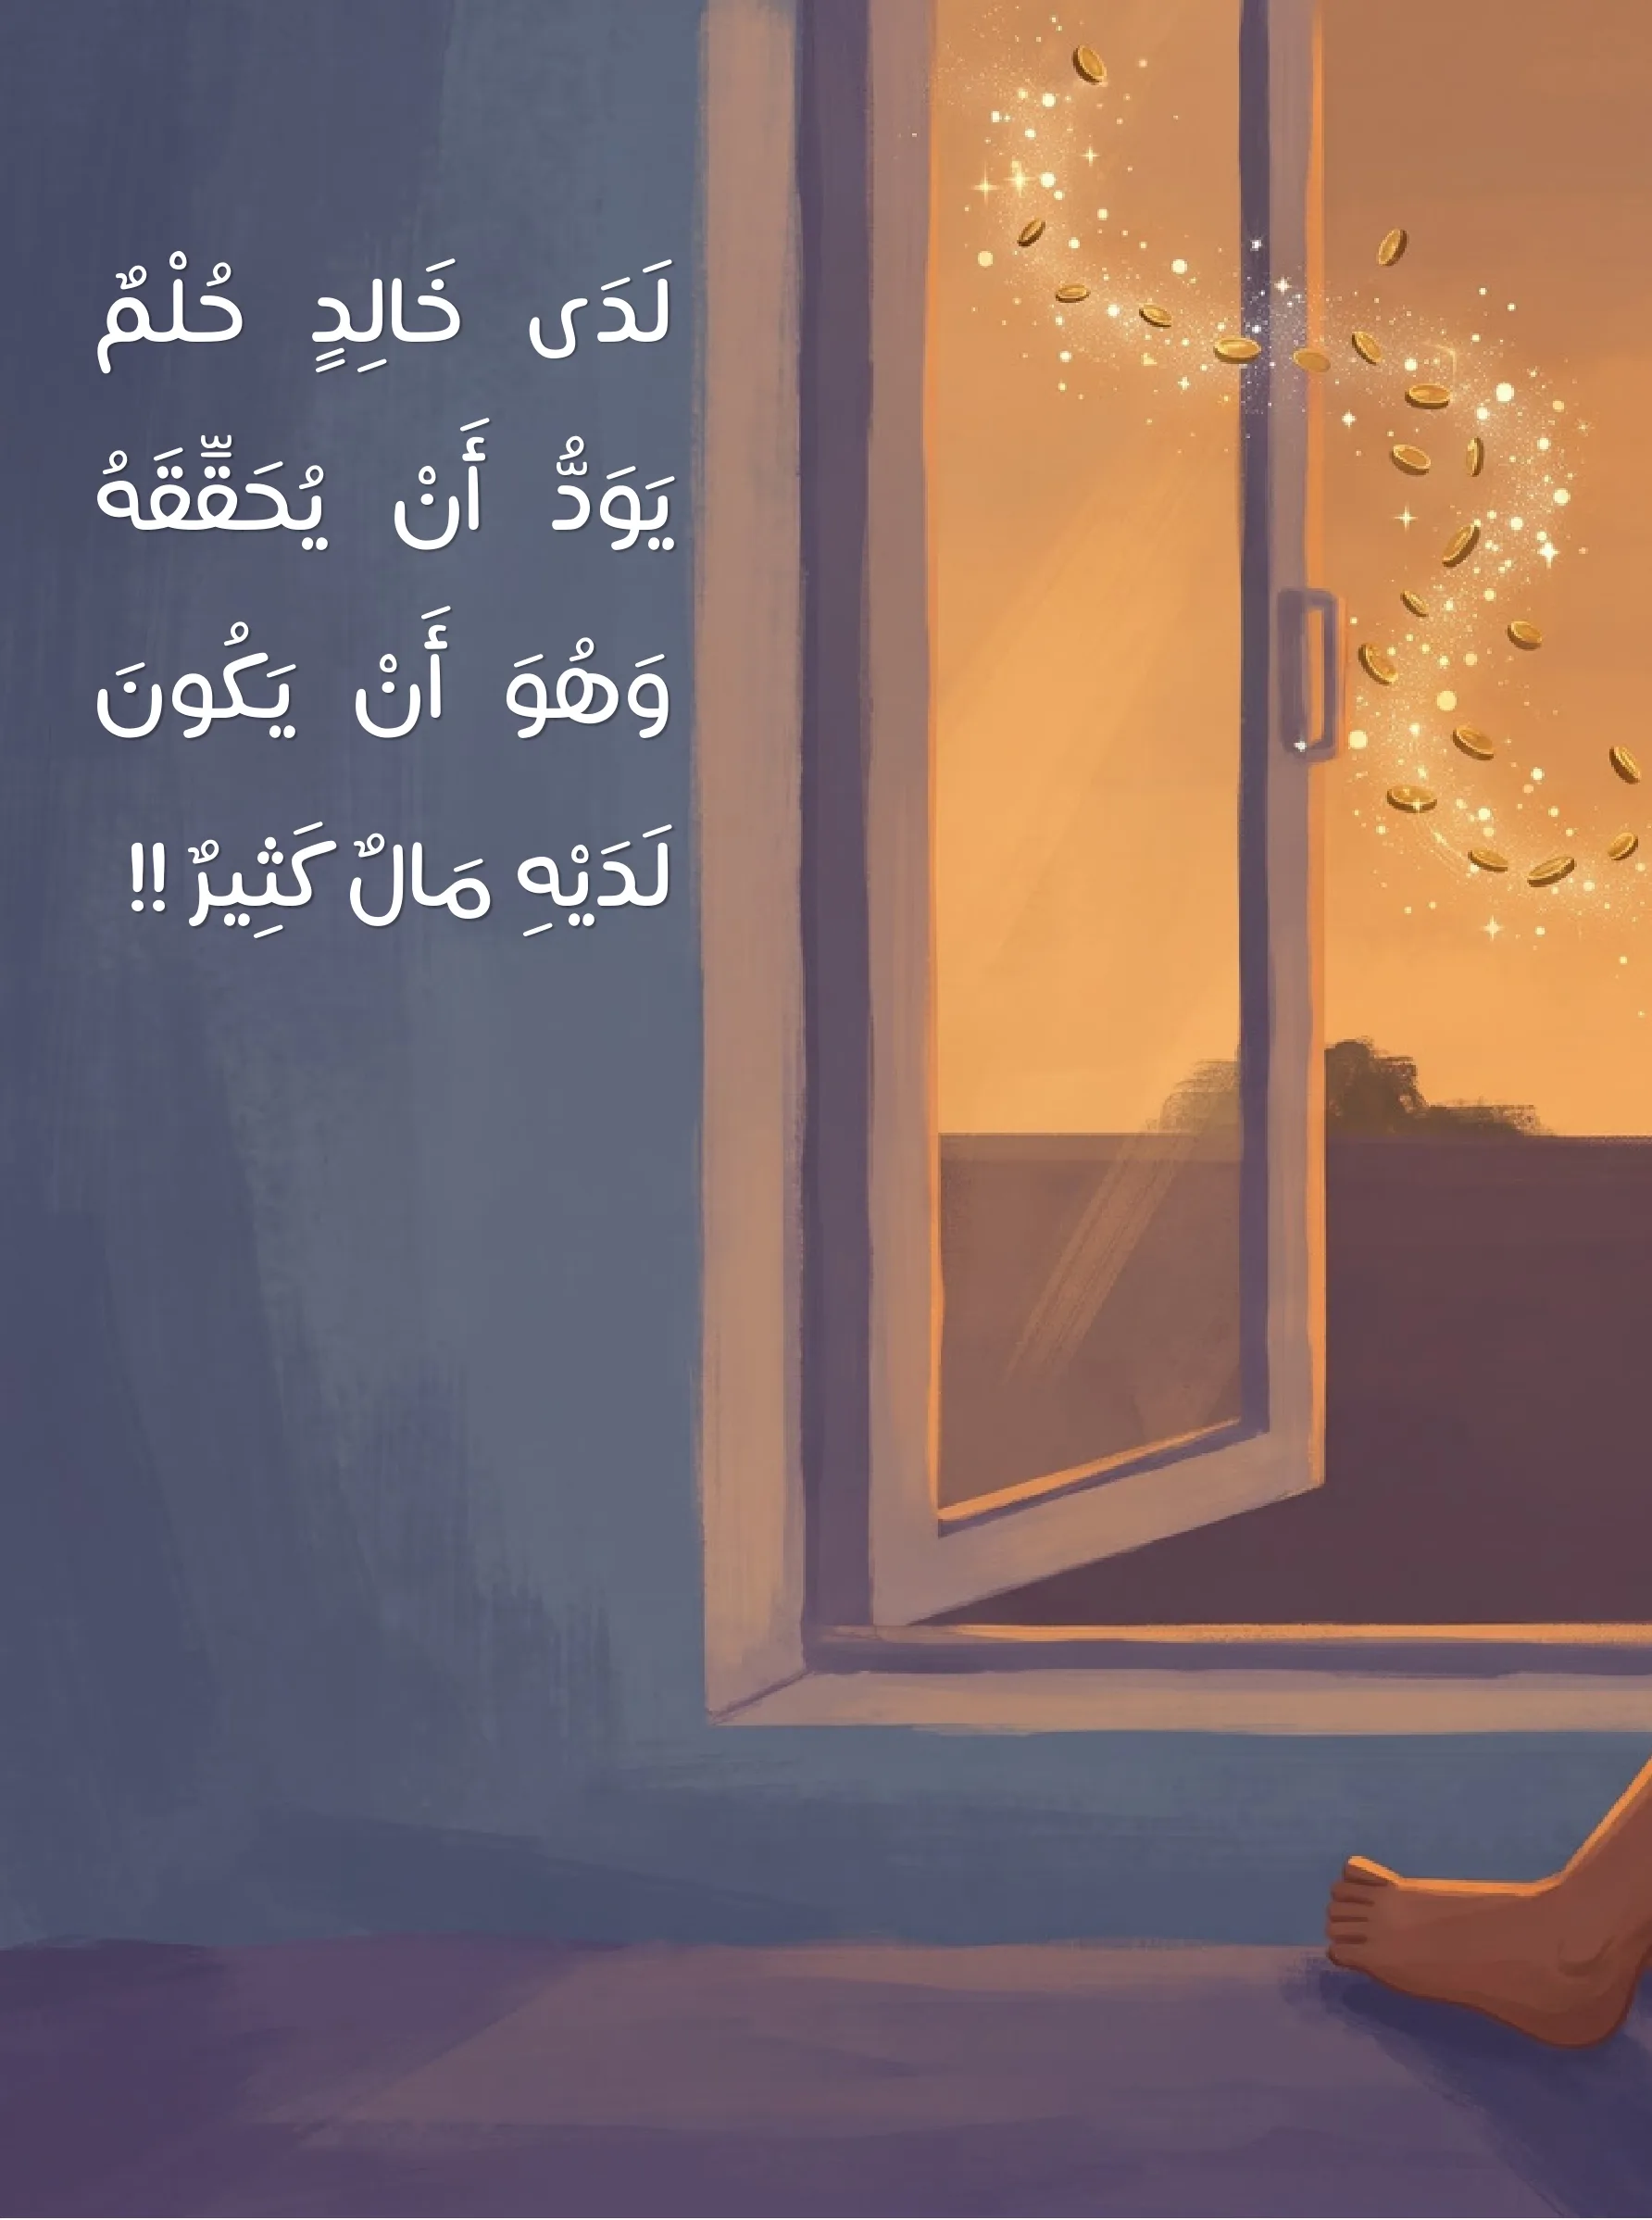 لَدَى خَالِدٍ حُلْمٌ
يَوَدُّ أَنْ يُحَقِّقَهُ
وَهُوَ أَنْ يَكُونَ
لَدَيْهِ مَالٌ كَثِيرٌ !!